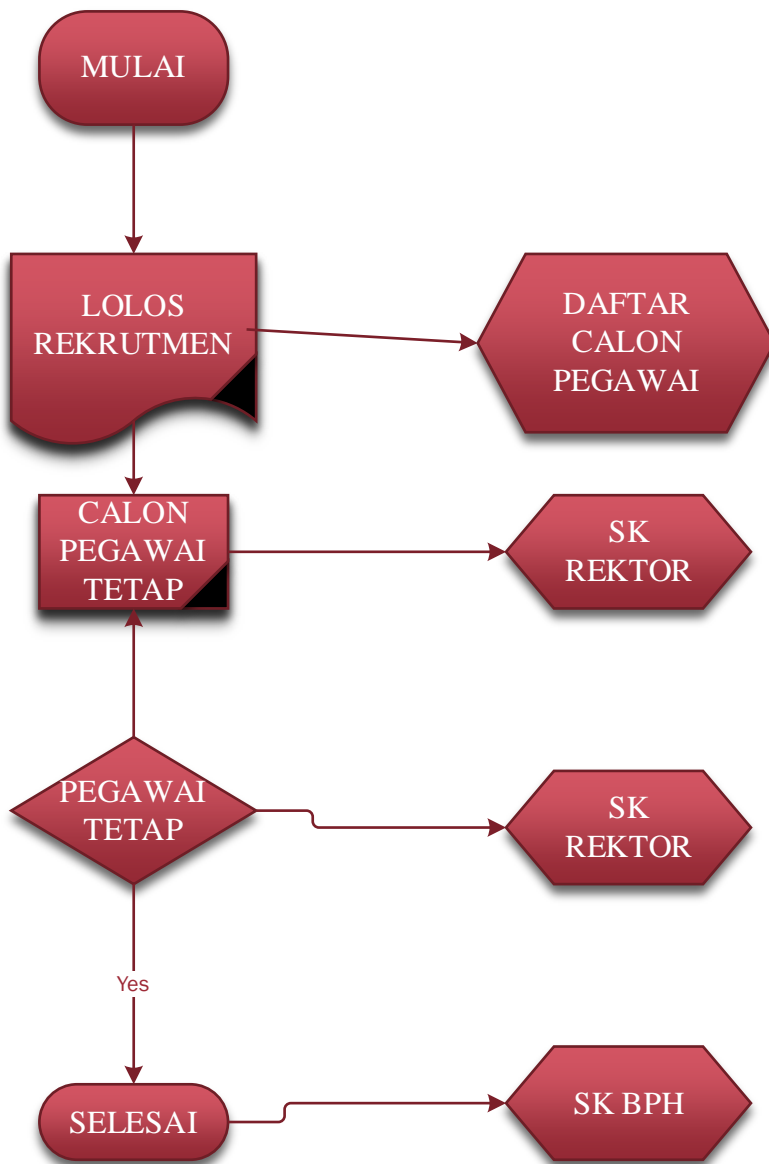 MULAI
LOLOS
REKRUTMEN
DAFTAR
CALON
PEGAWAI
CALON
PEGAWAI
TETAP
SK
REKTOR
PEGAWAI
TETAP
SK
REKTOR
Yes
SELESAI
SK BPH